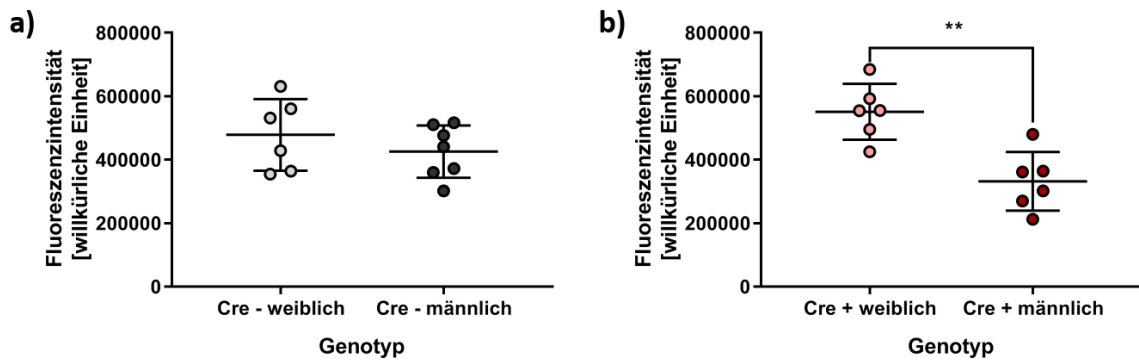 a)
Fluoreszenzintensität
[willkürliche Einheit]
800000
600000
400000
200000
0
Cre - weiblich
Cre - männlich
Genotyp
b)
Fluoreszenzintensität
[willkürliche Einheit]
800000
600000
400000
200000
0
**
Cre + weiblich
Cre + männlich
Genotyp